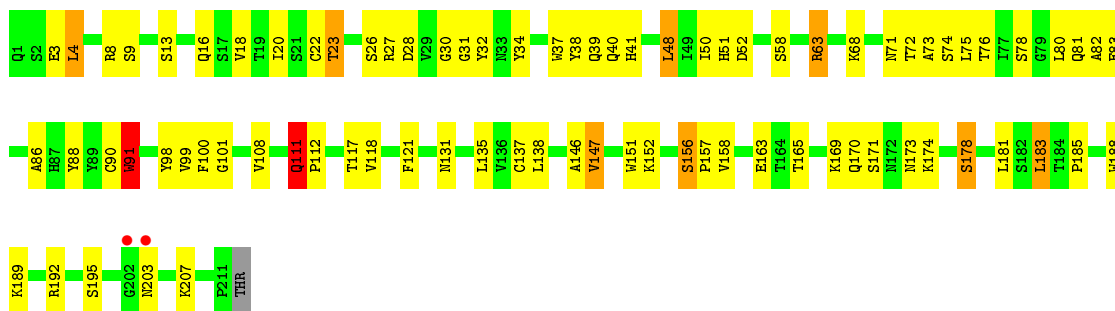 Q1 S2 E3 L4 R8 S9 S13 Q16 S17 V18 T19 I20 S21 C22 T23 S26 R27 D28 V29 G30 G31 Y32 N33 Y34 W37 Y38 Q39 Q40 H41 L48 I49 I50 H51 D52 S58 R63 K68 N71 T72 A73 S74 L75 T76 I77 S78 G79 L80 Q81 A82
A86 H87 Y88 Y89 C90 W91 Y98 V99 F100 G101 V108 Q111 P112 T117 V118 F121 N131 L135 V136 C137 L138 A146 V147 W151 K152 S156 P157 V158 E163 T164 T165 K169 Q170 S171 N172 N173 K174 S178 L181 S182 L183 T184 P185
K189 R192 S195 G202 N203 K207 P211 THR